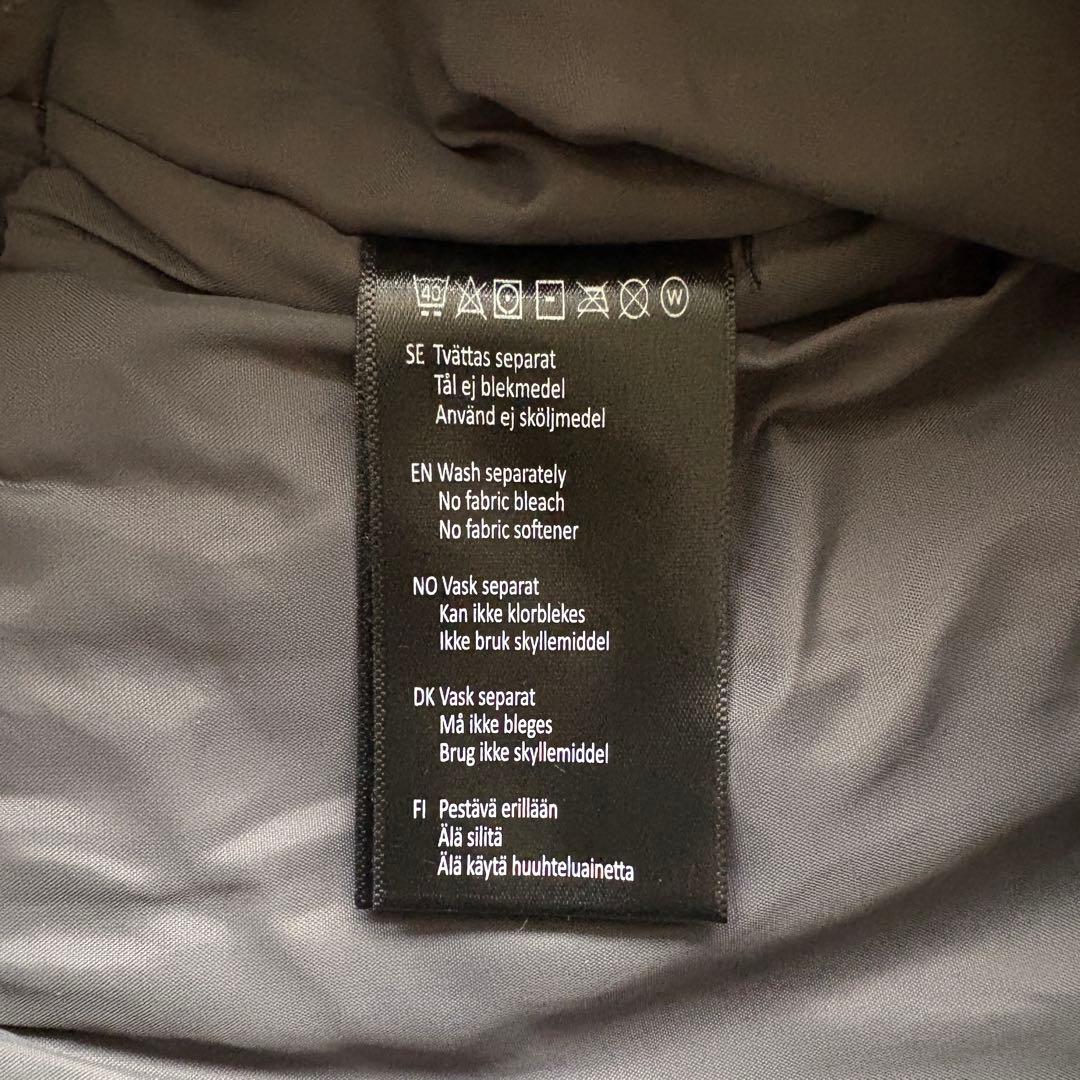 40
W
SE Tvättas separat
Tål ej blekmedel
Använd ej sköljmedel
EN Wash separately
No fabric bleach
No fabric softener
NO Vask separat
Kan ikke klorblekes
Ikke bruk skyllemiddel
DK Vask separat
Må ikke bleges
Brug ikke skyllemiddel
FI Pestävä erillään
Älä silitä
Älä käytä huuhteluainetta